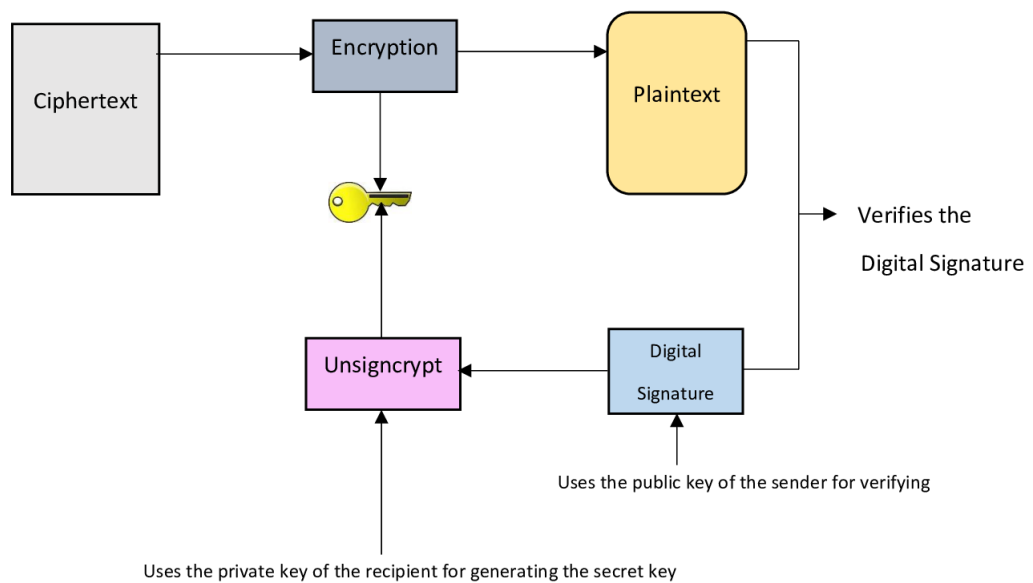 Ciphertext
Encryption
Plaintext
Verifies the
Digital Signature
Unsigncrypt
Digital
Signature
Uses the public key of the sender for verifying
Uses the private key of the recipient for generating the secret key